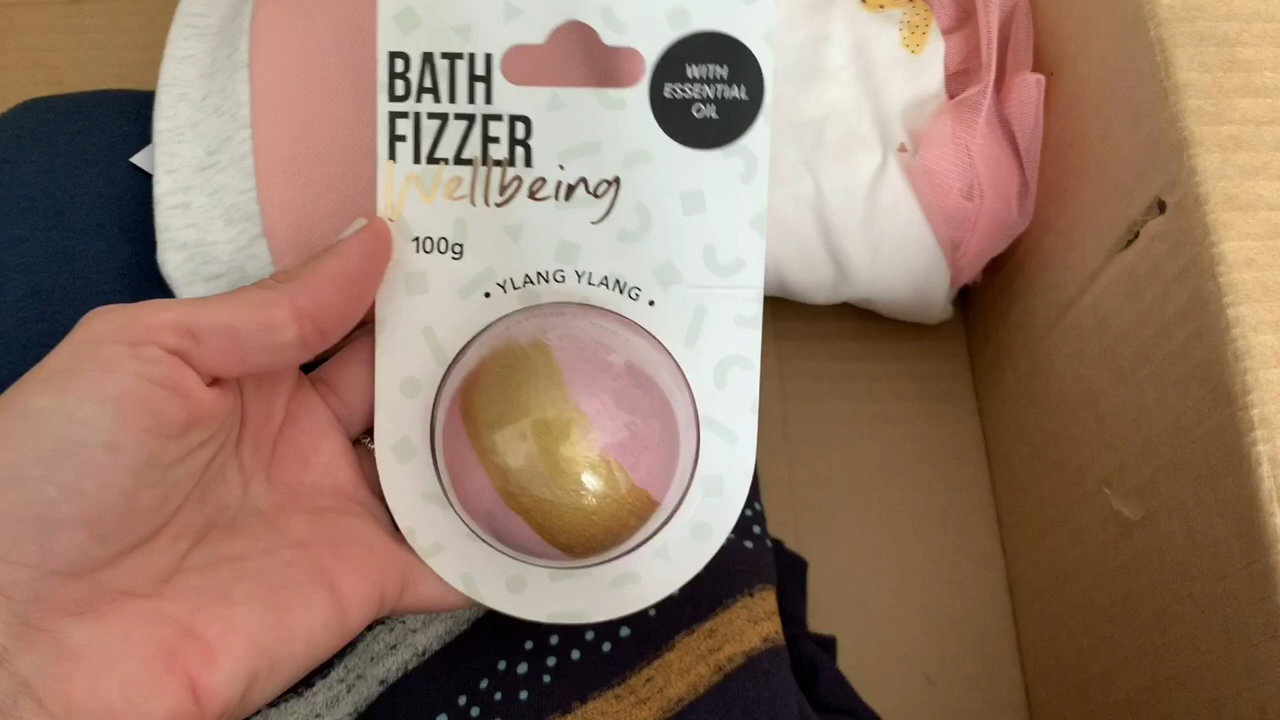 BATH
FIZZER
Wellbeing
WITH
ESSENTIAL
OIL
100g
• YLANG YLANG •